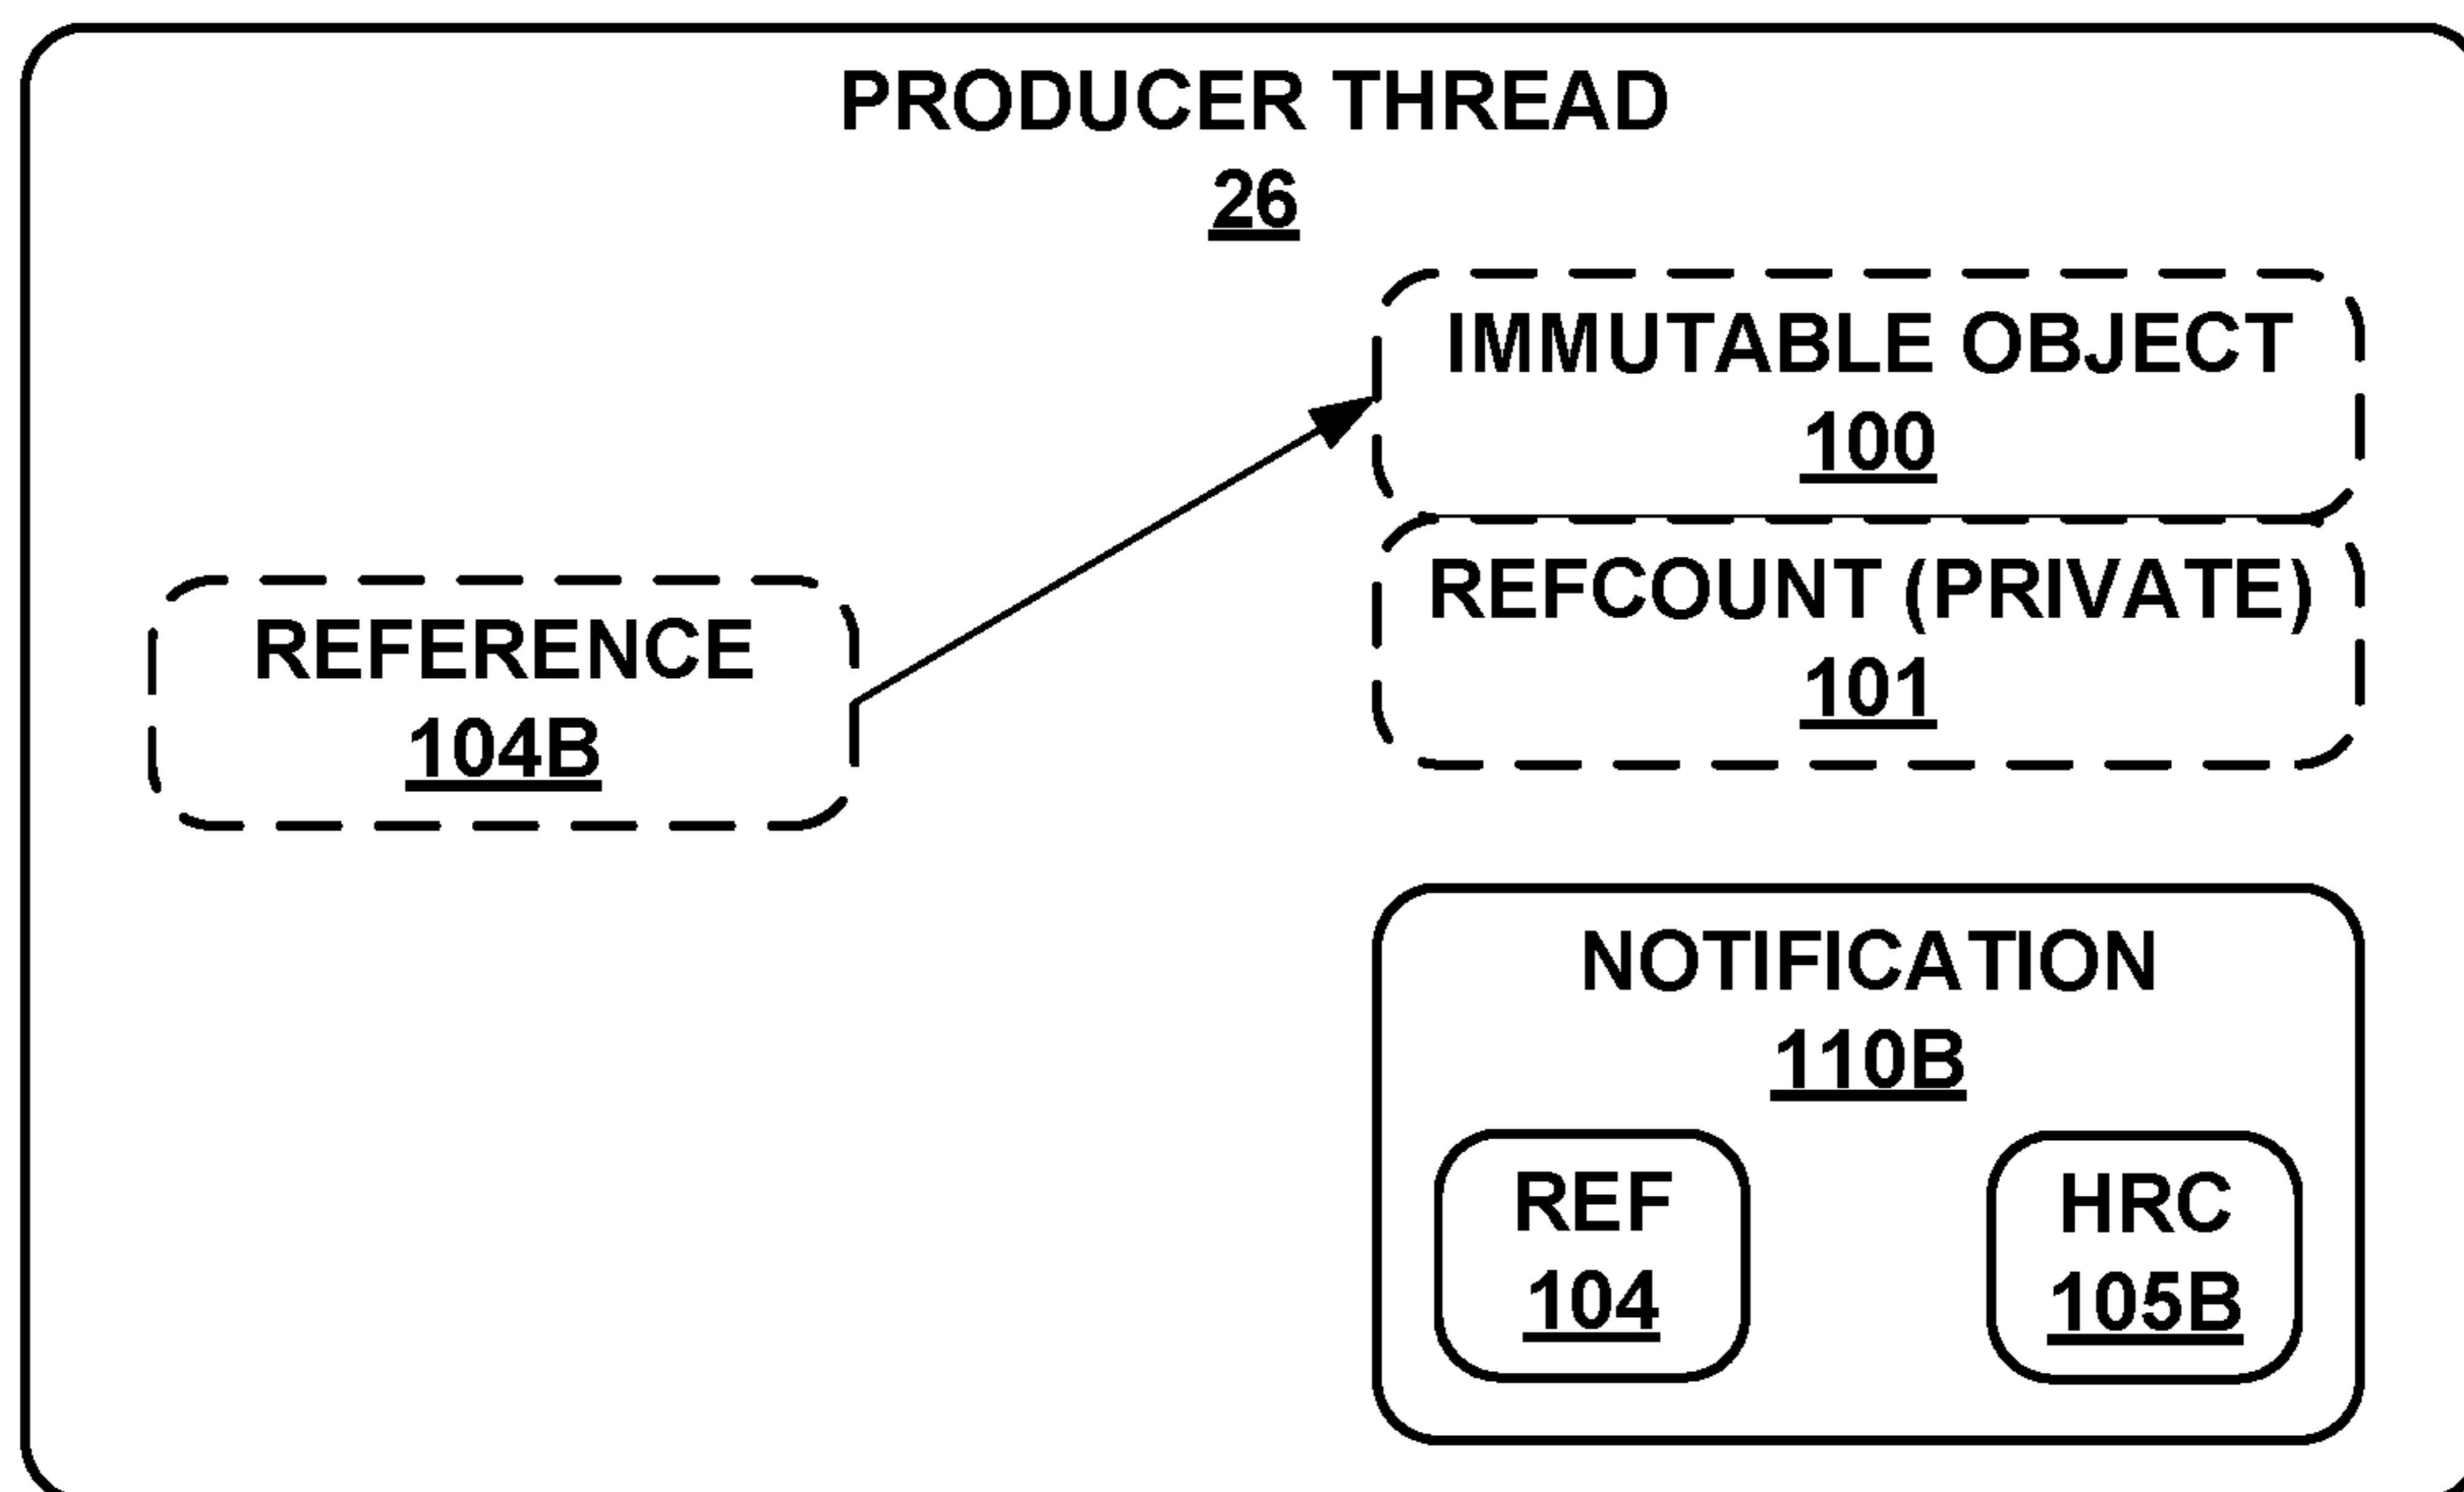 PRODUCER THREAD
26
IMMUTABLE OBJECT
100
REFCOUNT (PRIVATE)
101
REFERENCE
104B
NOTIFICATION
110B
REF
104
HRC
105B